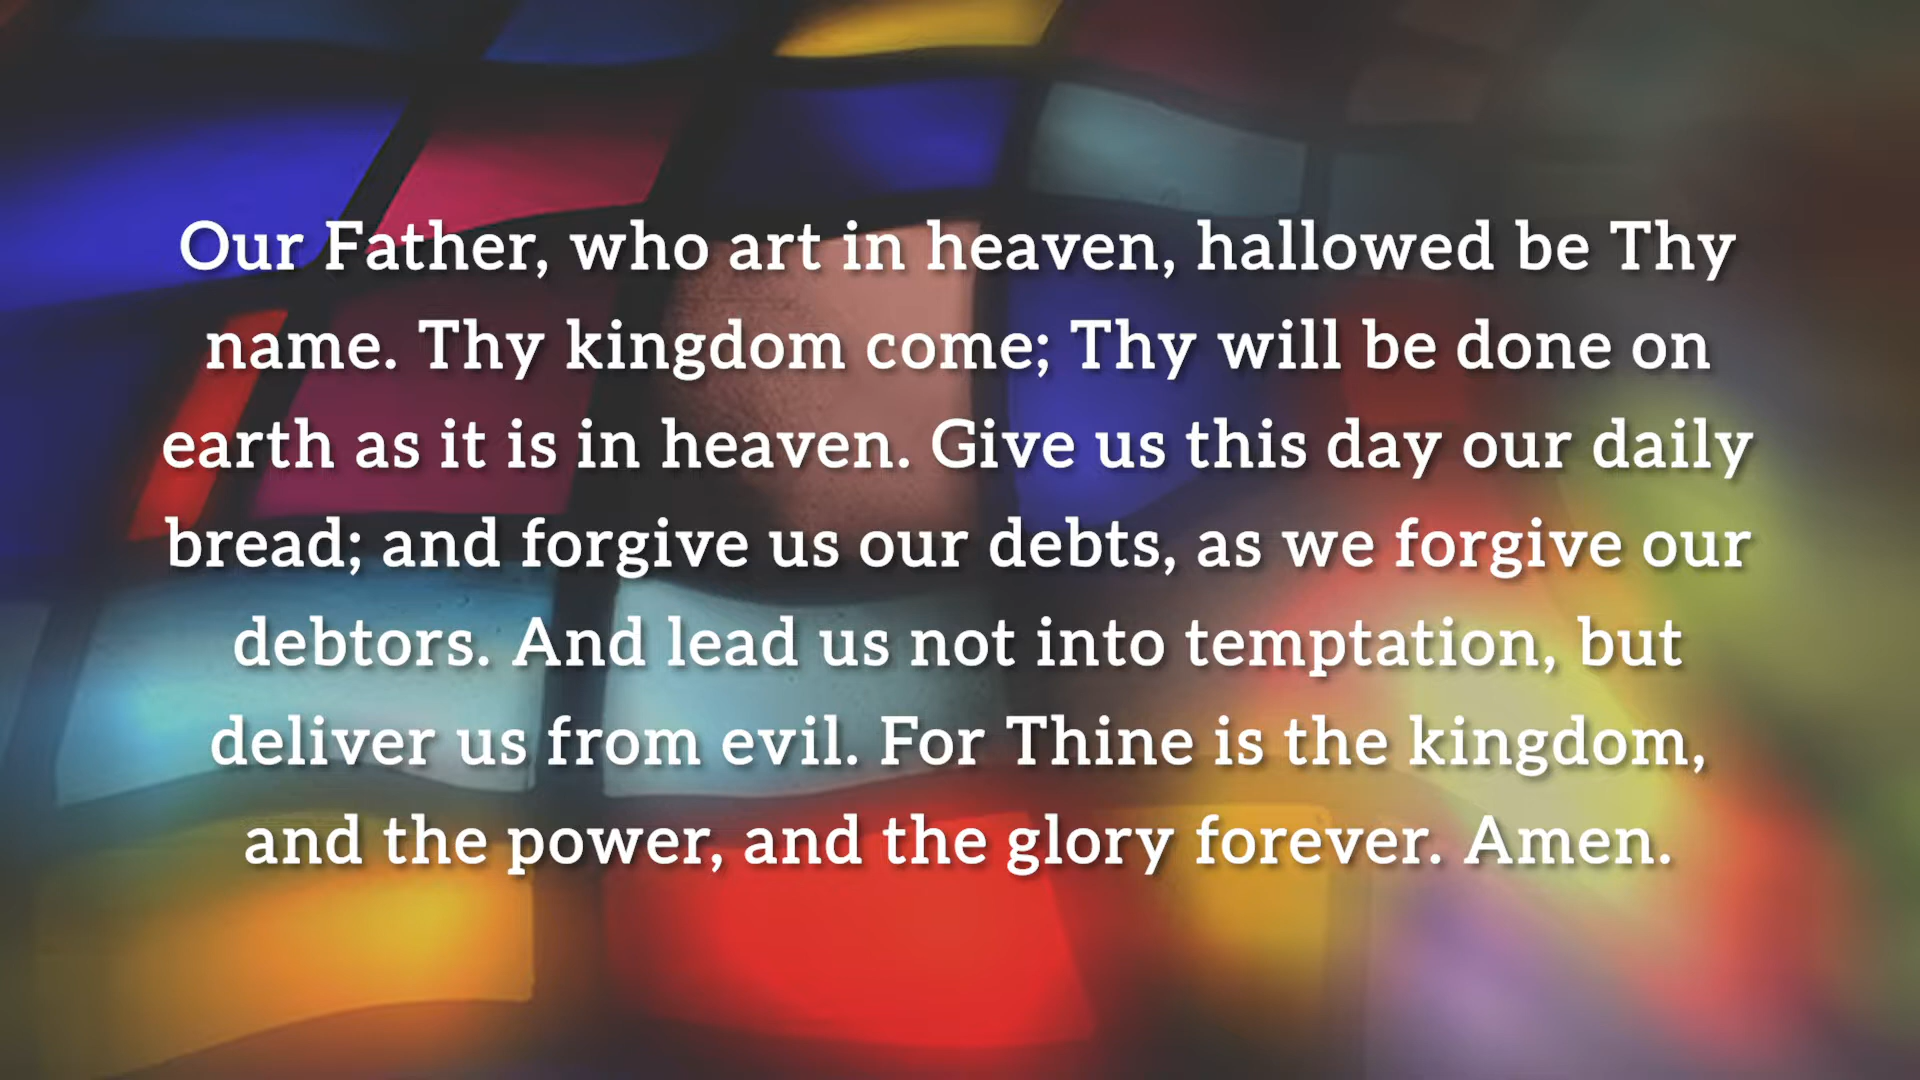 Our Father, who art in heaven, hallowed be Thy
name. Thy kingdom come; Thy will be done on
earth as it is in heaven. Give us this day our daily
bread; and forgive us our debts, as we forgive our
debtors. And lead us not into temptation, but
deliver us from evil. For Thine is the kingdom,
and the power, and the glory forever. Amen.